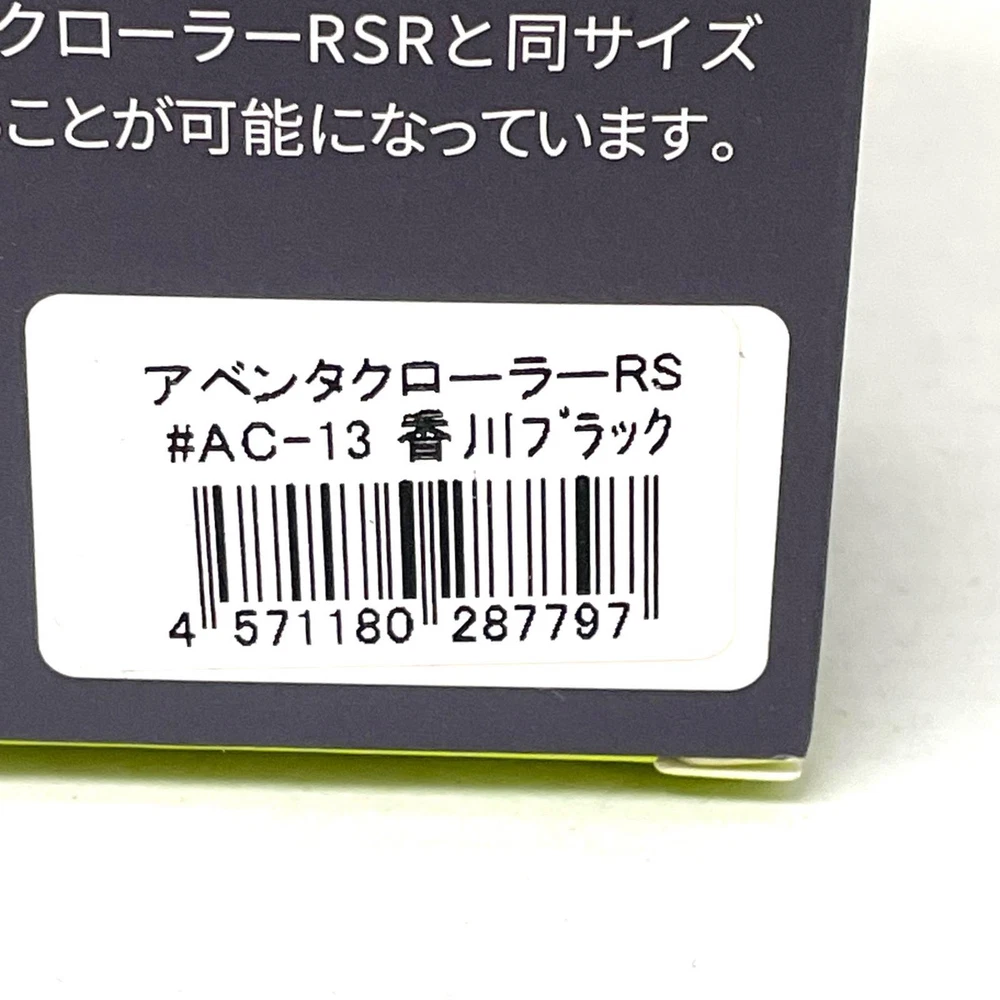 クローラーRSRと同サイズ
ことが可能になっています。
アベンタクローラーRS
#AC-13 香川ブラック
4 571180 287797